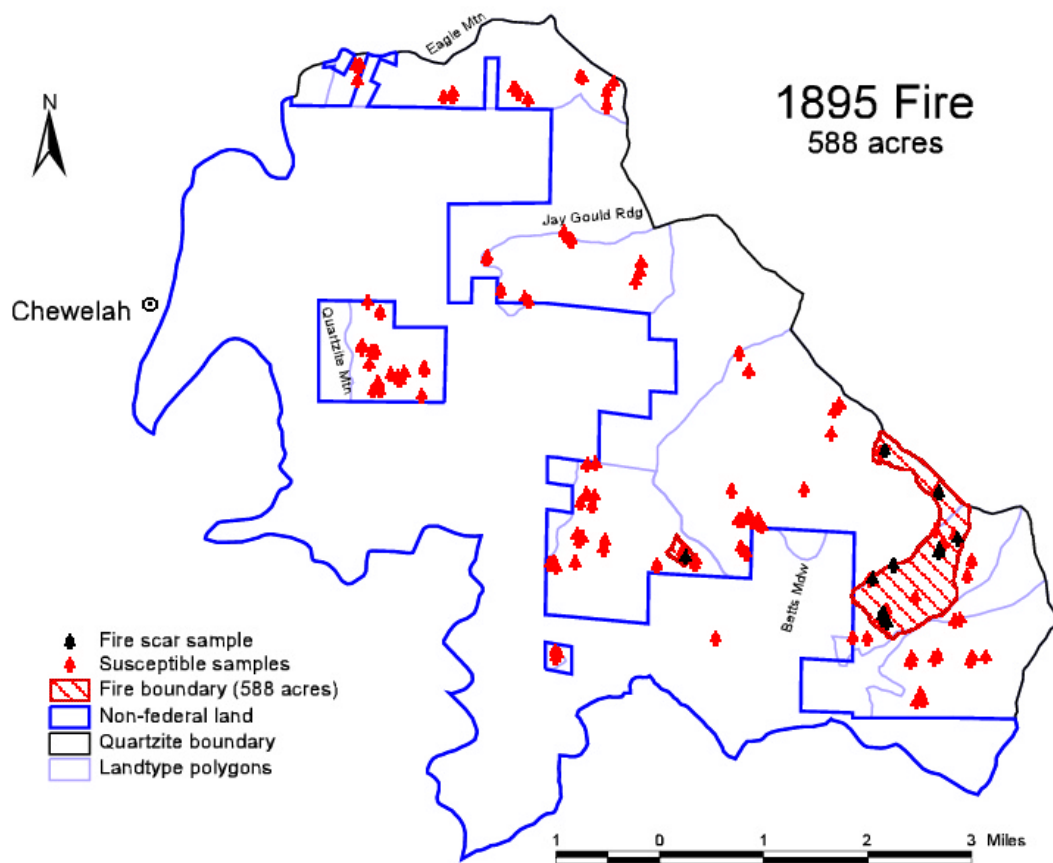 Eagle Mtn
N
1895 Fire
588 acres
Jay Gould Rdg
Chewelah
Quartzite Mtn
Betts Mdw
Fire scar sample
Susceptible samples
Fire boundary (588 acres)
Non-federal land
Quartzite boundary
Landtype polygons
1 0 1 2 3 Miles